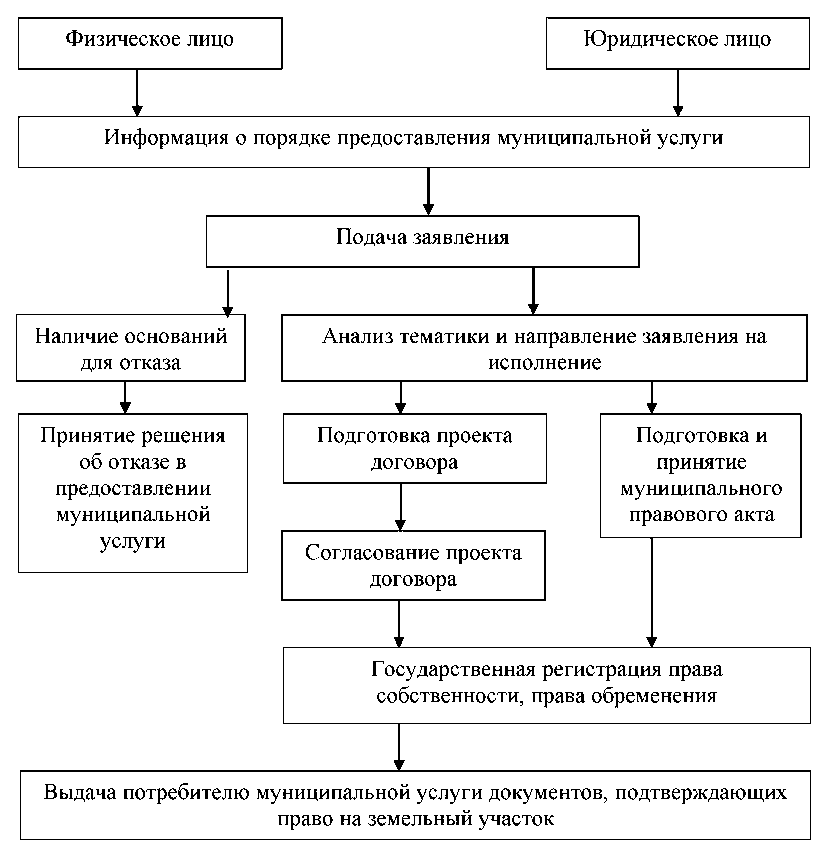 Физическое лицо
Юридическое лицо
Информация о порядке предоставления муниципальной услуги
Подача заявления
Наличие оснований
для отказа
Анализ тематики и направление заявления на
исполнение
Принятие решения
об отказе в
предоставлении
муниципальной
услуги
Подготовка проекта
договора
Подготовка и
принятие
муниципального
правового акта
Согласование проекта
договора
Государственная регистрация права
собственности, права обременения
Выдача потребителю муниципальной услуги документов, подтверждающих
право на земельный участок